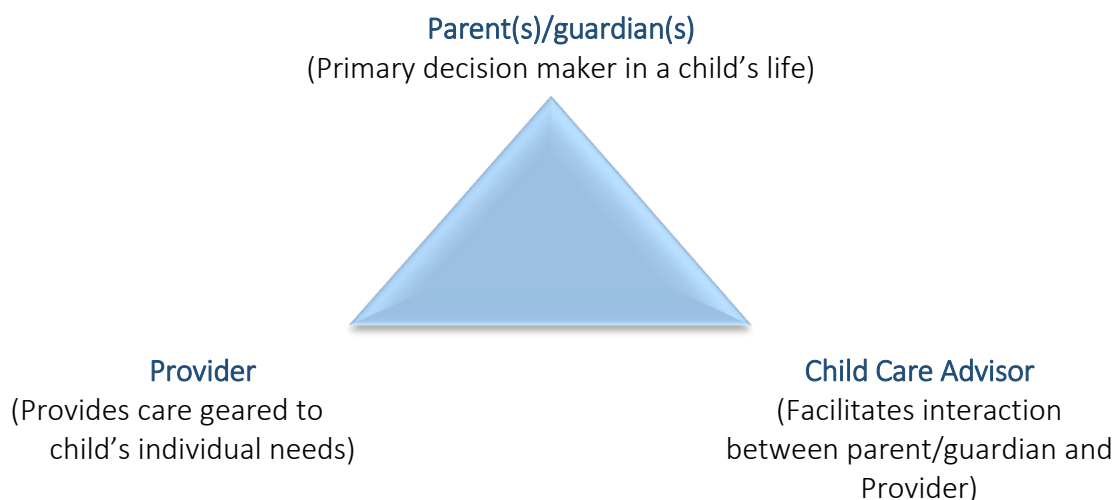 Parent(s)/guardian(s)
(Primary decision maker in a child’s life)
Provider
(Provides care geared to
child’s individual needs)
Child Care Advisor
(Facilitates interaction
between parent/guardian and
Provider)